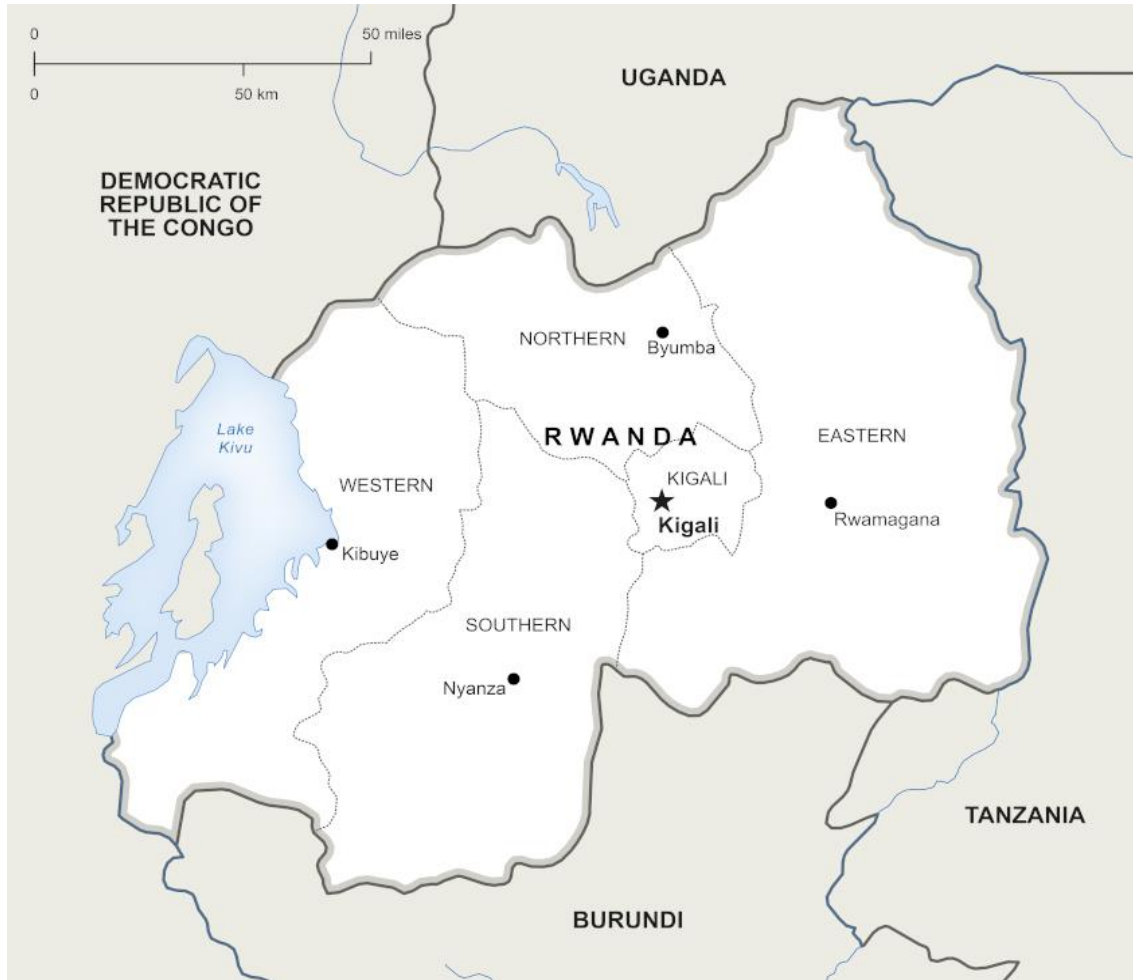 0 50 miles
0 50 km
UGANDA
DEMOCRATIC
REPUBLIC OF
THE CONGO
NORTHERN
Byumba
Lake
Kivu
RWANDA
EASTERN
WESTERN
KIGALI
Kigali
Rwamagana
Kibuye
SOUTHERN
Nyanza
TANZANIA
BURUNDI